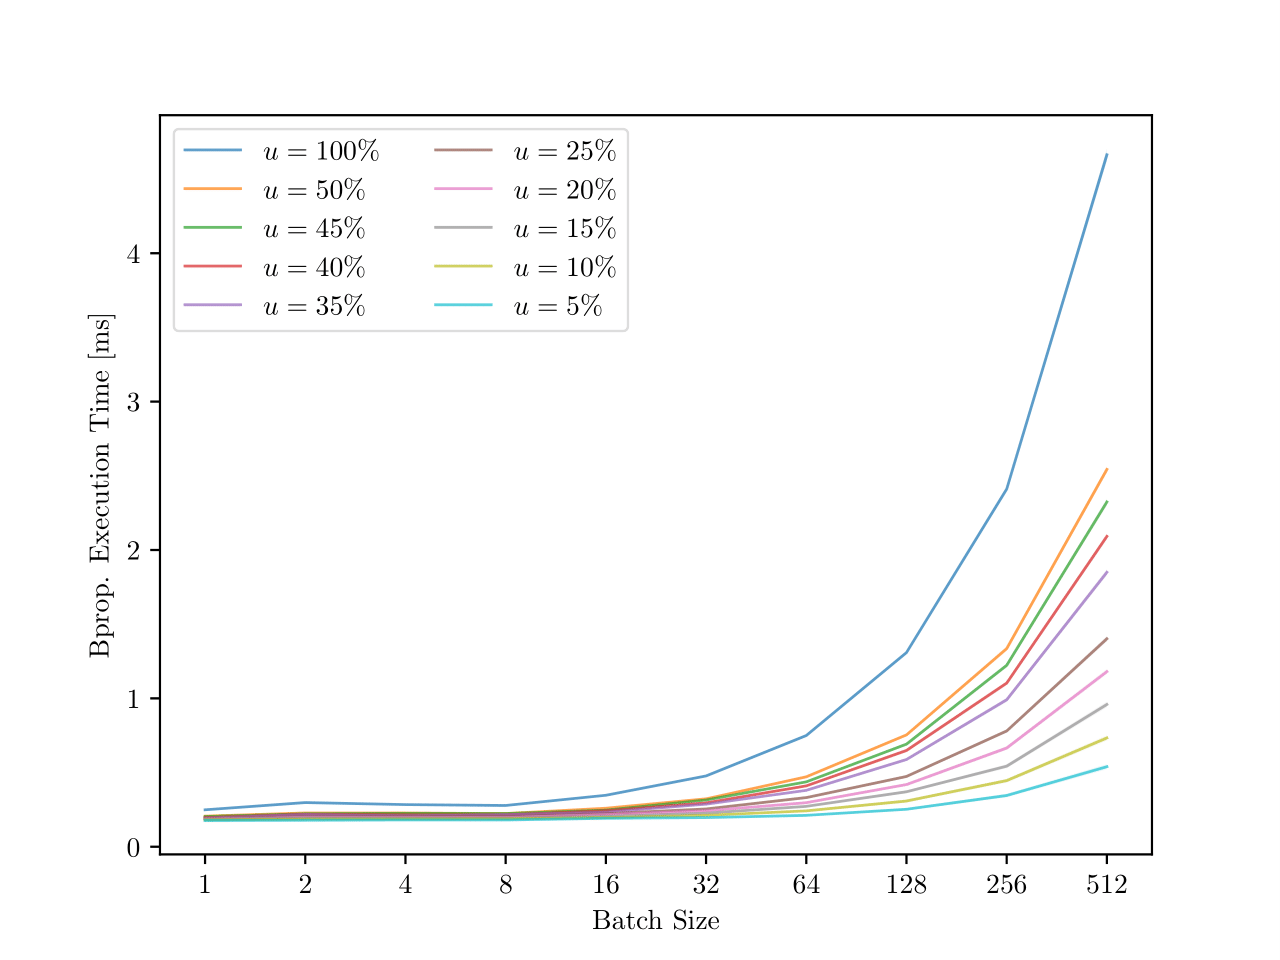 u = 100%
u = 50%
u = 45%
u = 40%
u = 35%
u = 25%
u = 20%
u = 15%
u = 10%
u = 5%
4
3
2
1
0
Bprop. Execution Time [ms]
1 2 4 8 16 32 64 128 256 512
Batch Size